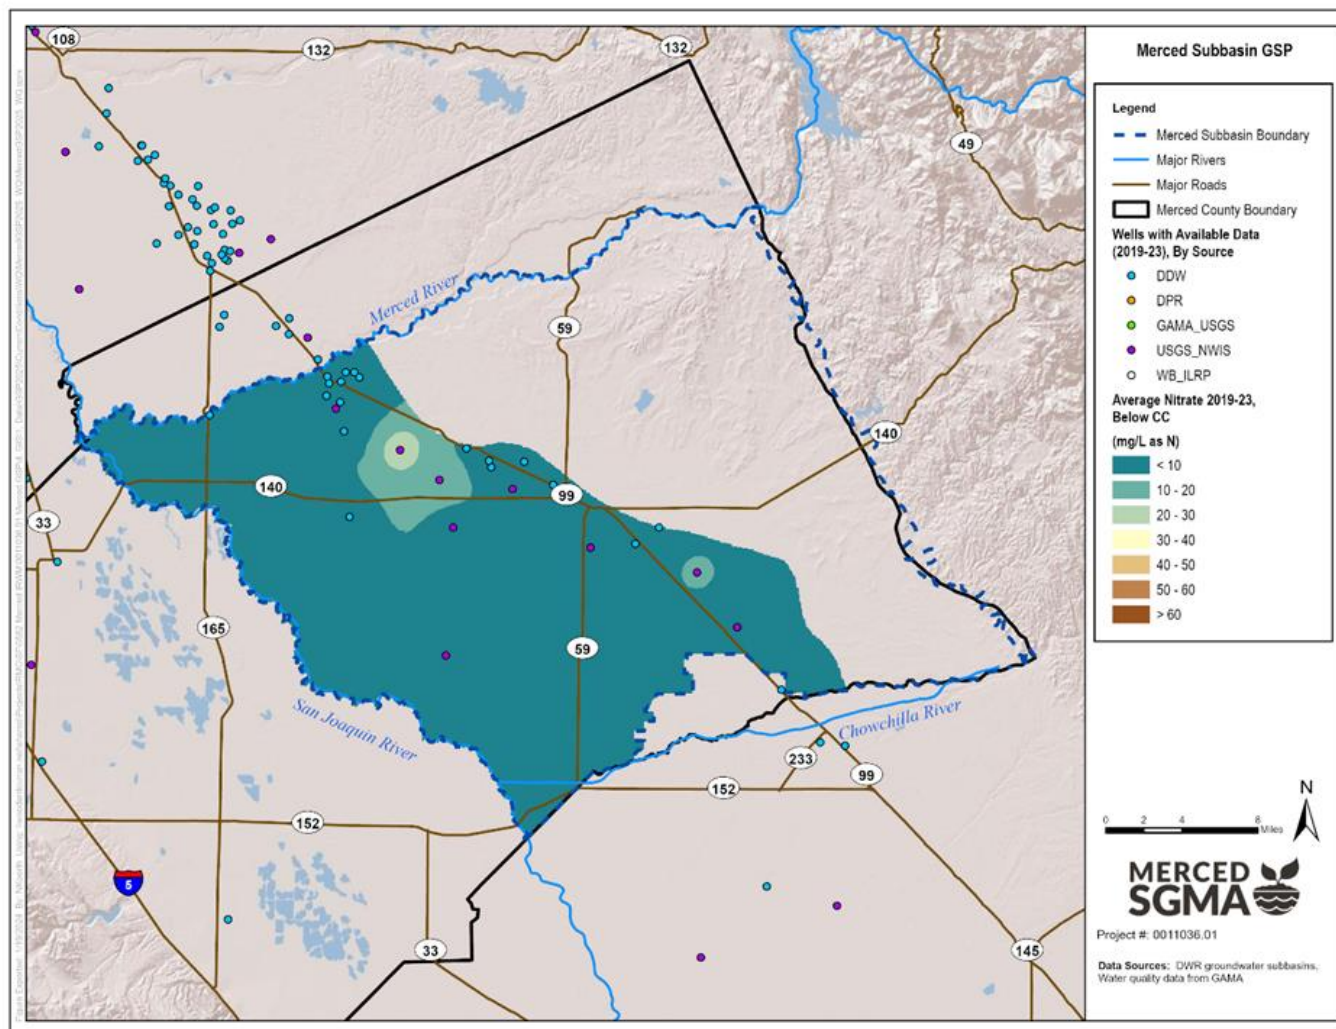 108
132
132
49
Merced River
59
140
140
99
33
165
59
San Joaquin River
Chowchilla River
233
99
152
152
5
33
145
Merced Subbasin GSP
Legend
Merced Subbasin Boundary
Major Rivers
Major Roads
Merced County Boundary
Wells with Available Data
(2019-23), By Source
DDW
DPR
GAMA_USGS
USGS_NWIS
WB_ILRP
Average Nitrate 2019-23,
Below CC
(mg/L as N)
< 10
10 - 20
20 - 30
30 - 40
40 - 50
50 - 60
> 60
N
0 2 4 8
Miles
MERCED
SGMA
Project #: 0011036.01
Data Sources: DWR groundwater subbasins,
Water quality data from GAMA